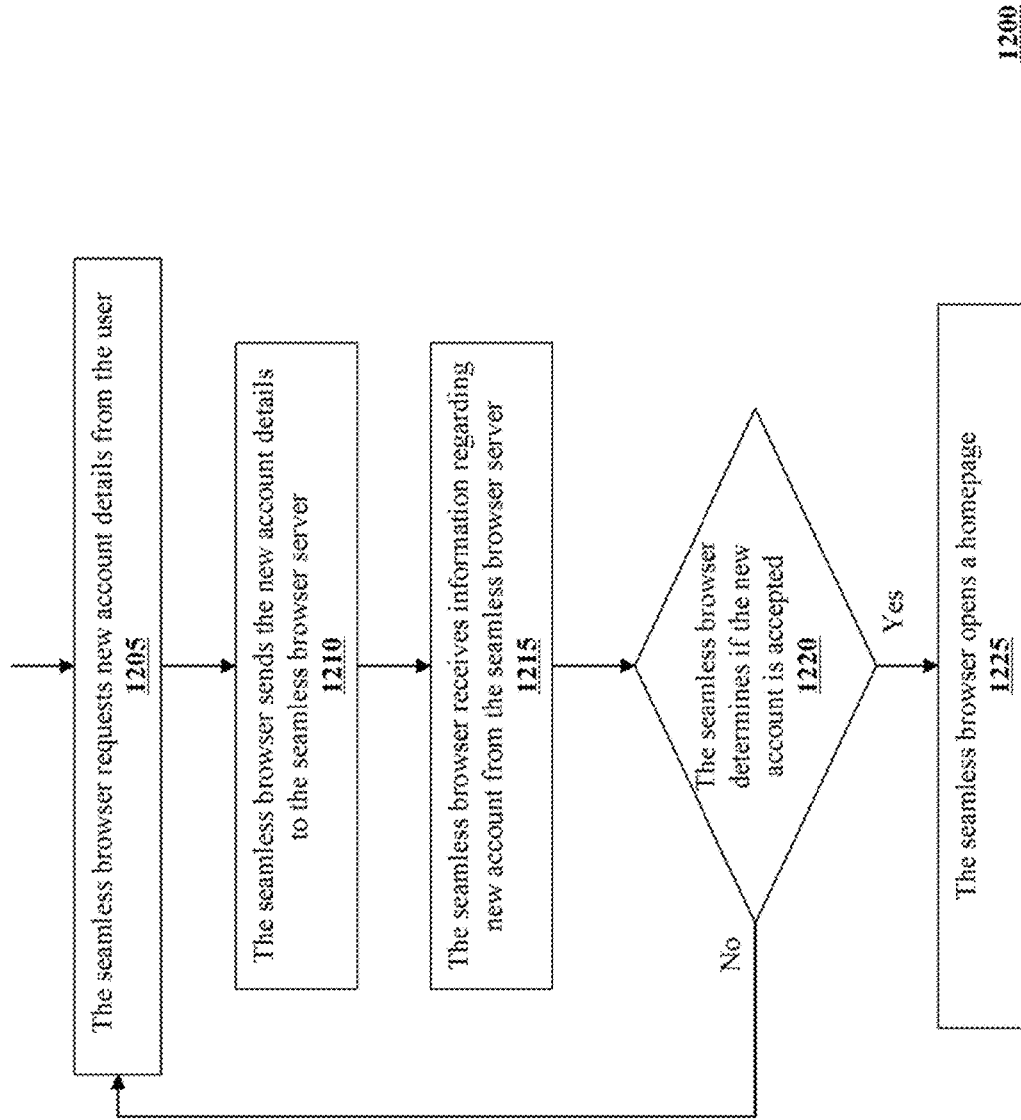 The seamless browser requests new account details from the user
1205
The seamless browser sends the new account details
to the seamless browser server
1210
The seamless browser receives information regarding
new account from the seamless browser server
1215
The seamless browser
determines if the new
account is accepted
1220
No
Yes
The seamless browser opens a homepage
1225
1200